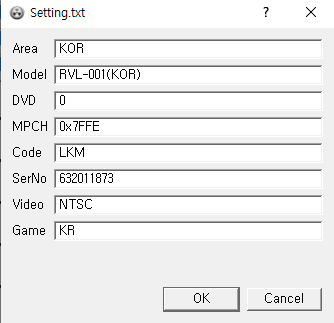 Setting.txt
Area KOR
Model RVL-001(KOR)
DVD 0
MPCH 0x7FFE
Code LKM
SerNo 632011873
Video NTSC
Game KR
OK Cancel